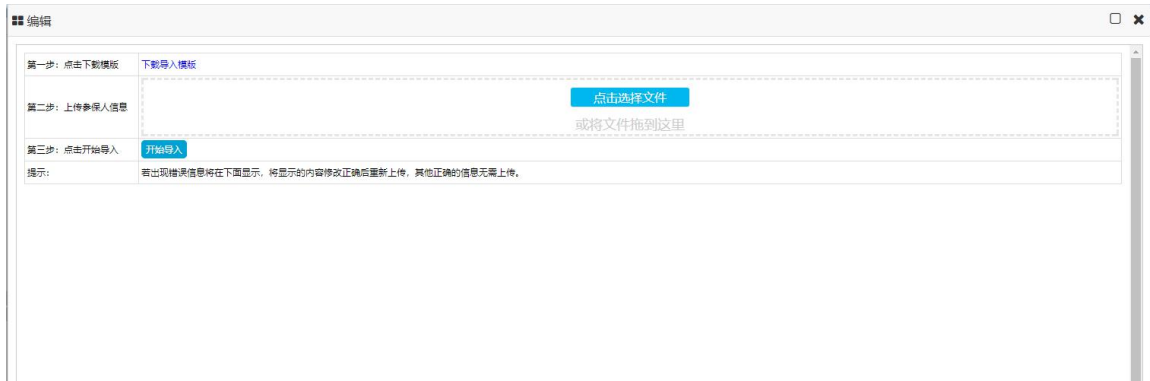 编辑
第一步：点击下载模版 下载导入模版
点击选择文件
第二步：上传参保人信息
或将文件拖到这里
第三步：点击开始导入 开始导入
提示： 若出现错误信息将在下面显示，将显示的内容修改正确后重新上传，其他正确的信息无需上传。